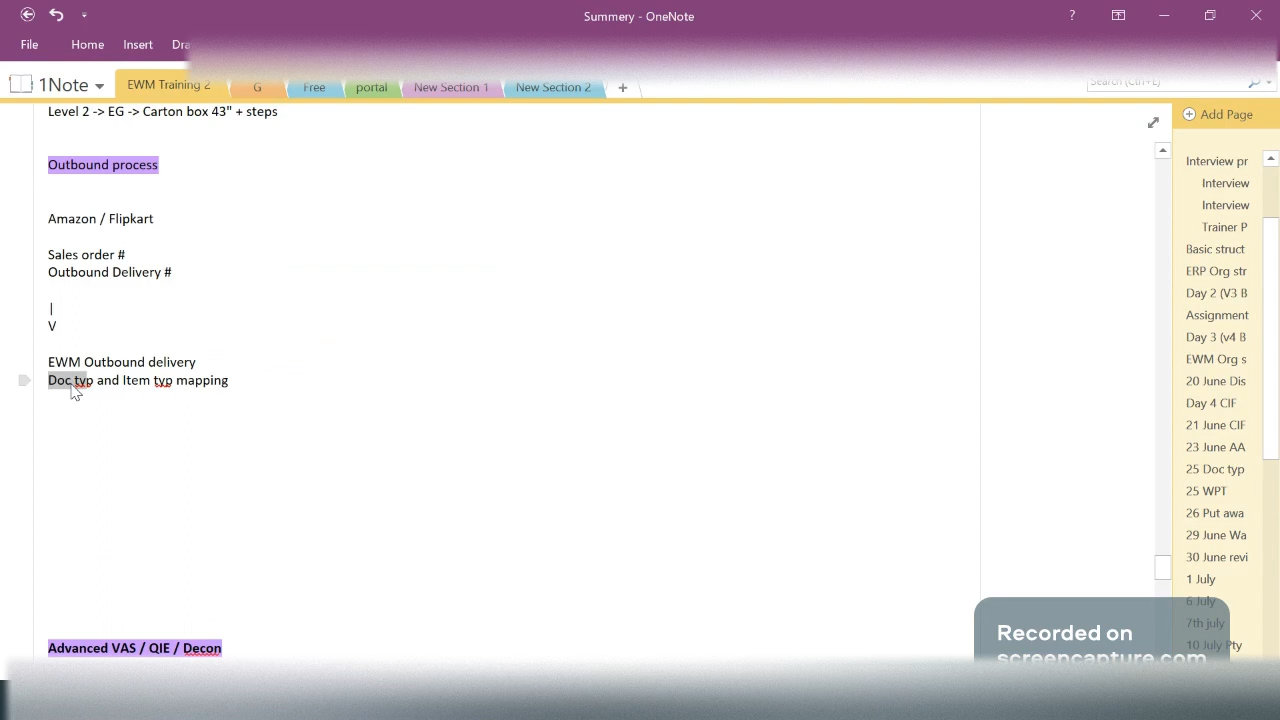 Summery - OneNote
?
File
Home
Insert
1Note
EWM Training 2
G
Free
portal
New Section 1
New Section 2
+
Search (Ctrl+E)
Level 2 -> EG -> Carton box 43" + steps
Outbound process
Amazon / Flipkart
Sales order #
Outbound Delivery #
|
V
EWM Outbound delivery
Doc typ and Item typ mapping
Advanced VAS / QIE / Decon
Add Page
Interview pr
Interview
Interview
Trainer P
Basic struct
ERP Org str
Day 2 (V3 B
Assignment
Day 3 (v4 B
EWM Org s
20 June Dis
Day 4 CIF
21 June CIF
23 June AA
25 Doc typ
25 WPT
26 Put awa
29 June Wa
30 June revi
1 July
6 July
7th july
10 July Pty
Recorded on
screencapture.com